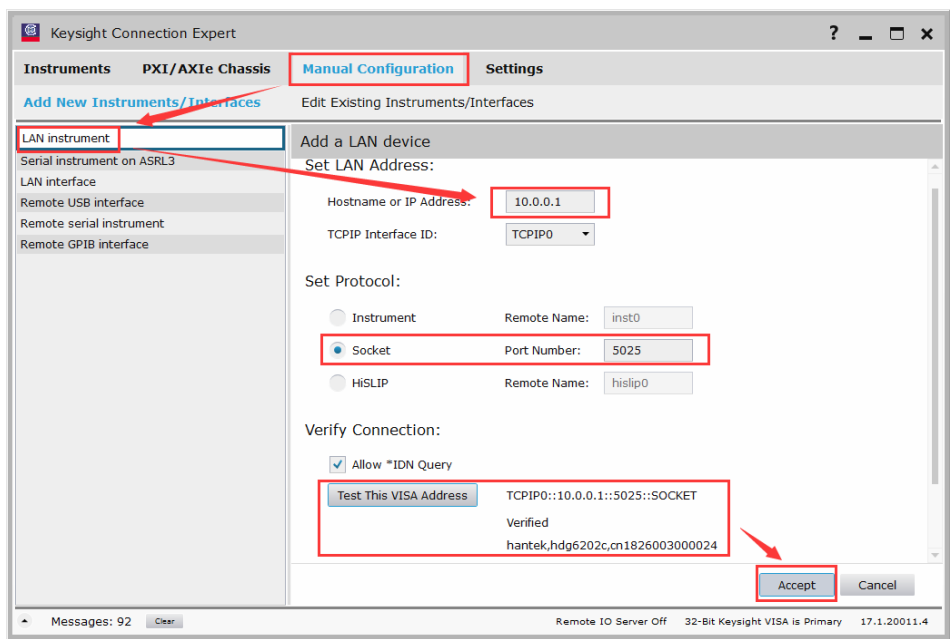 Keysight Connection Expert
?
Instruments PXI/AXIe Chassis Manual Configuration Settings
Add New Instruments/Interfaces Edit Existing Instruments/Interfaces
LAN instrument
Serial instrument on ASRL3
LAN interface
Remote USB interface
Remote serial instrument
Remote GPIB interface
Add a LAN device
Set LAN Address:
Hostname or IP Address: 10.0.0.1
TCPIP Interface ID: TCPIP0
Set Protocol:
Instrument Remote Name: inst0
Socket Port Number: 5025
HiSLIP Remote Name: hislip0
Verify Connection:
Allow *IDN Query
Test This VISA Address TCPIP0::10.0.0.1::5025::SOCKET
Verified
hantek,hdg6202c,cn1826003000024
Accept Cancel
Messages: 92 Clear Remote IO Server Off 32-Bit Keysight VISA is Primary 17.1.20011.4